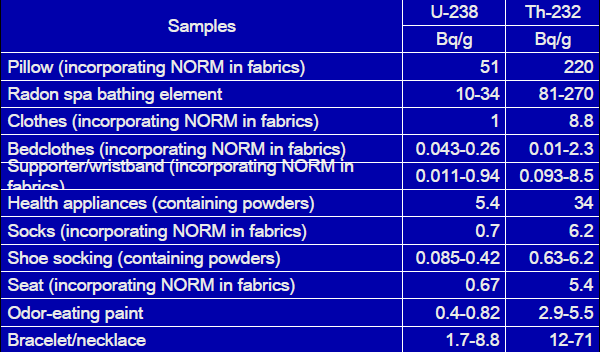 Samples U-238 Th-232
Bq/g Bq/g
Pillow (incorporating NORM in fabrics) 51 220
Radon spa bathing element 10-34 81-270
Clothes (incorporating NORM in fabrics) 1 8.8
Bedclothes (incorporating NORM in fabrics) 0.043-0.26 0.01-2.3
Supporter/wristband (incorporating NORM in
fabrics) 0.011-0.94 0.093-8.5
Health appliances (containing powders) 5.4 34
Socks (incorporating NORM in fabrics) 0.7 6.2
Shoe socking (containing powders) 0.085-0.42 0.63-6.2
Seat (incorporating NORM in fabrics) 0.67 5.4
Odor-eating paint 0.4-0.82 2.9-5.5
Bracelet/necklace 1.7-8.8 12-71